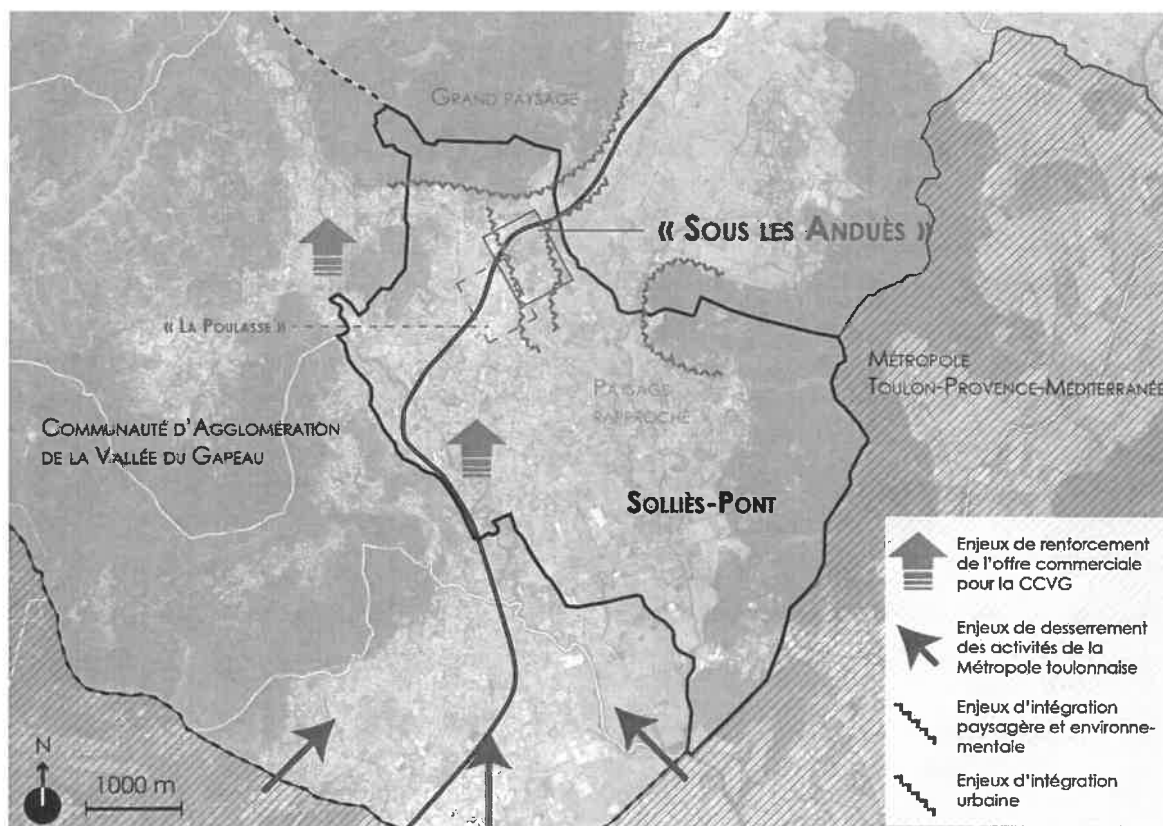 GRAND PAYSAGE
« SOUS LES ANDUÈS »
« LA POULASSE »
MÉTROPOLE
TOULON-PROVENCE-MÉDITERRANÉE
PAYSAGE
RAPPROCHÉ
COMMUNAUTÉ D'AGGLOMÉRATION
DE LA VALLÉE DU GAPEAU
SOLLIÈS-PONT
Enjeux de renforcement
de l'offre commerciale
pour la CCVG
Enjeux de desserrement
des activités de la
Métropole toulonnaise
Enjeux d'intégration
paysagère et environne-
mentale
Enjeux d'intégration
urbaine
N
1000 m